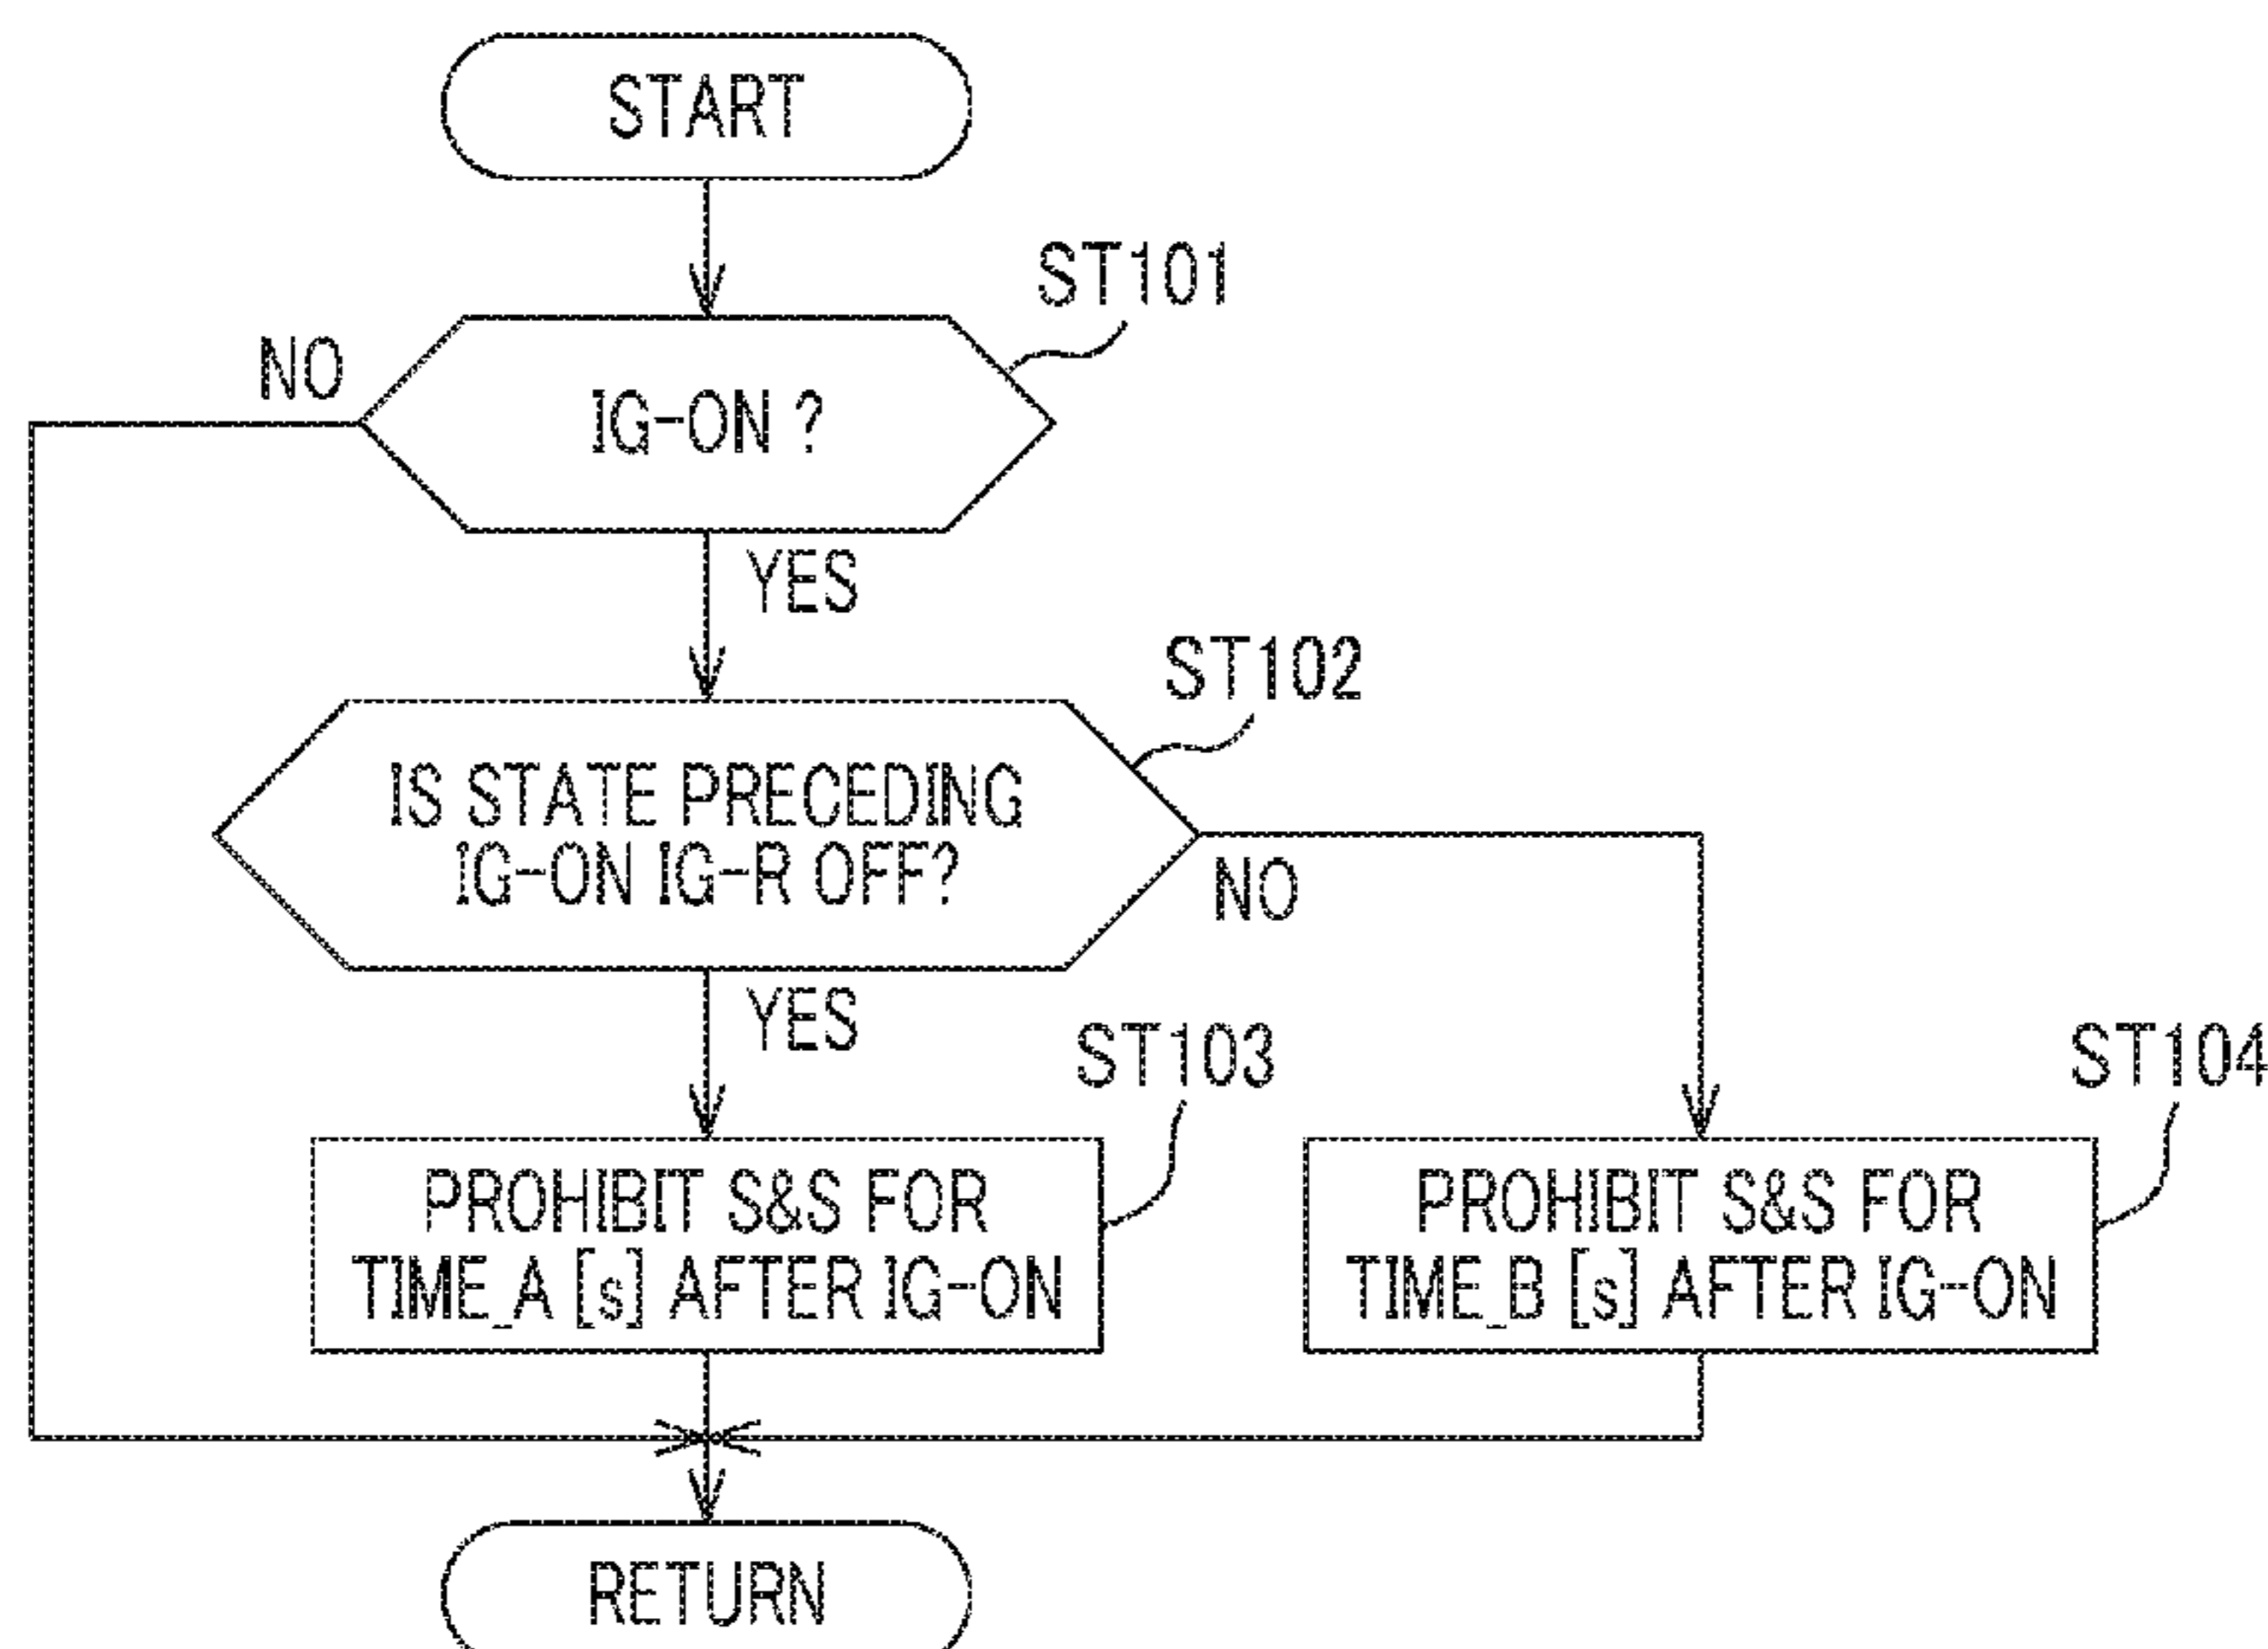 START
ST101
NO
IG-ON ?
YES
ST102
IS STATE PRECEDING
IG-ON IG-R OFF?
NO
YES
ST103
ST104
PROHIBIT S&S FOR
TIME_A [s] AFTER IG-ON
PROHIBIT S&S FOR
TIME_B [s] AFTER IG-ON
RETURN